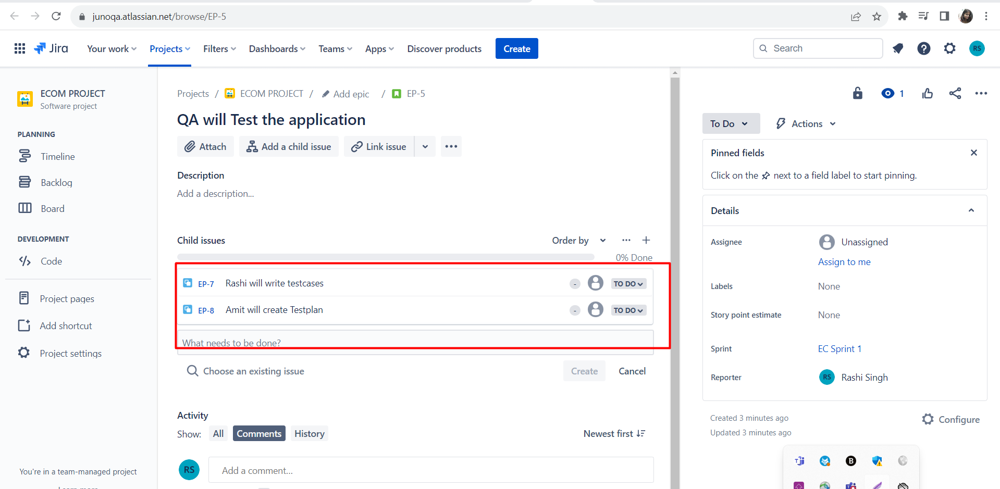 junoqa.atlassian.net/browse/EP-5
Jira
Your work
Projects
Filters
Dashboards
Teams
Apps
Discover products
Create
Search
RS
ECOM PROJECT
Software project
PLANNING
Timeline
Backlog
Board
DEVELOPMENT
Code
Project pages
Add shortcut
Project settings
You're in a team-managed project
Learn more
Projects / ECOM PROJECT / Add epic / EP-5
QA will Test the application
Attach
Add a child issue
Link issue
Description
Add a description...
Child issues
Order by
0% Done
EP-7 Rashi will write testcases - TO DO
EP-8 Amit will create Testplan - TO DO
What needs to be done?
Choose an existing issue
Create
Cancel
Activity
Show: All Comments History
Newest first
RS
Add a comment...
1
To Do
Actions
Pinned fields
Click on the next to a field label to start pinning.
Details
Assignee
Unassigned
Assign to me
Labels
None
Story point estimate
None
Sprint
EC Sprint 1
Reporter
RS Rashi Singh
Created 3 minutes ago
Updated 3 minutes ago
Configure